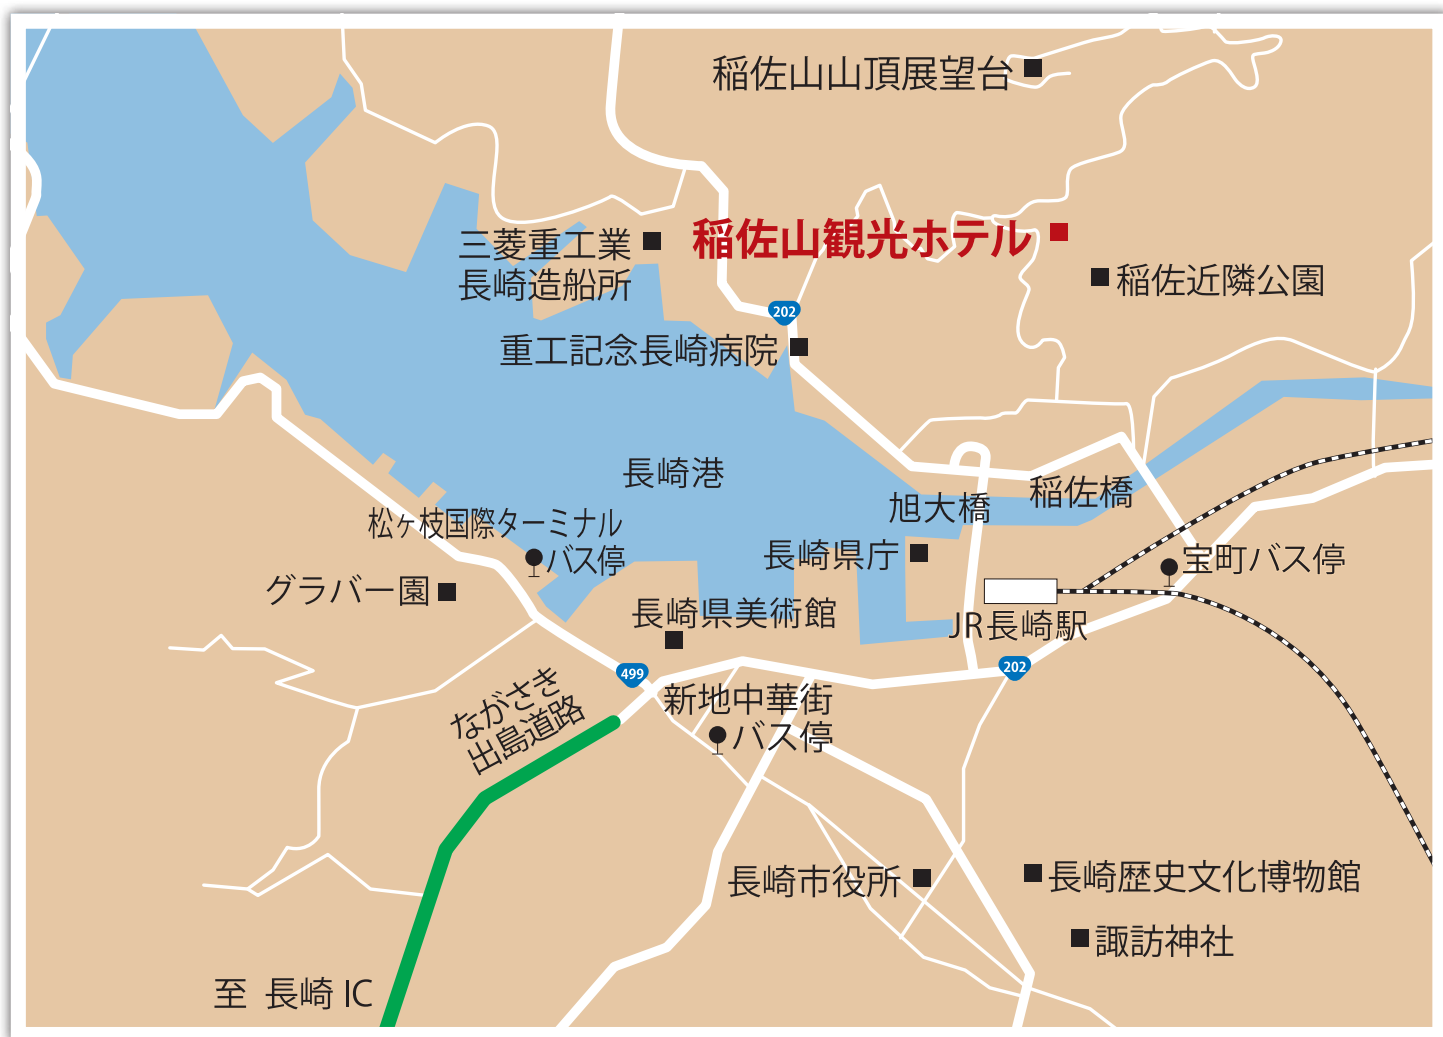 稲佐山山頂展望台
稲佐山観光ホテル
三菱重工業
長崎造船所
稲佐近隣公園
202
重工記念長崎病院
長崎港
稲佐橋
旭大橋
松ヶ枝国際ターミナル
バス停
長崎県庁
宝町バス停
グラバー園
長崎県美術館
JR長崎駅
499
202
ながさき
出島道路
新地中華街
バス停
長崎市役所
長崎歴史文化博物館
諏訪神社
至 長崎 IC